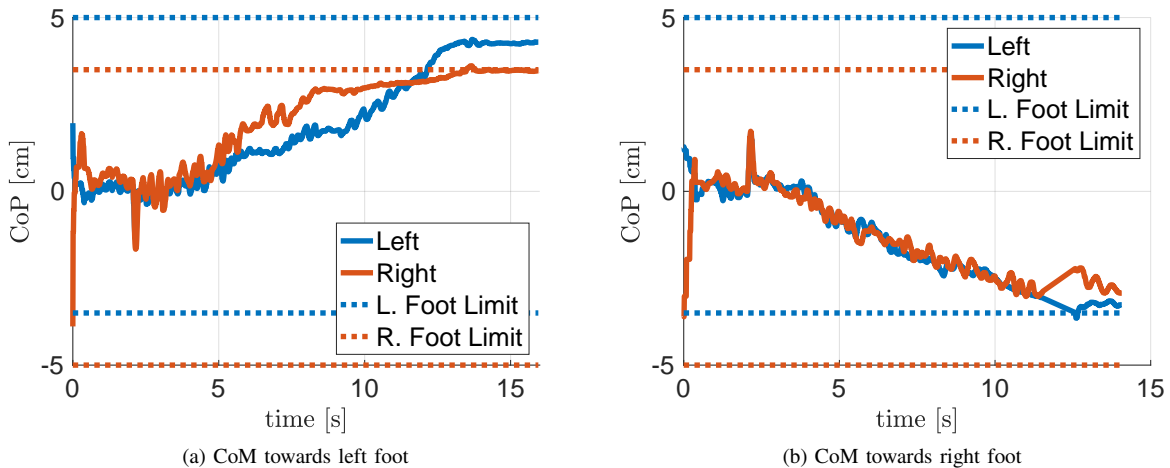 5
0
-5
CoP [cm]
0
5
10
15
time [s]
Left
Right
L. Foot Limit
R. Foot Limit
(a) CoM towards left foot
5
0
-5
CoP [cm]
0
5
10
15
time [s]
Left
Right
L. Foot Limit
R. Foot Limit
(b) CoM towards right foot